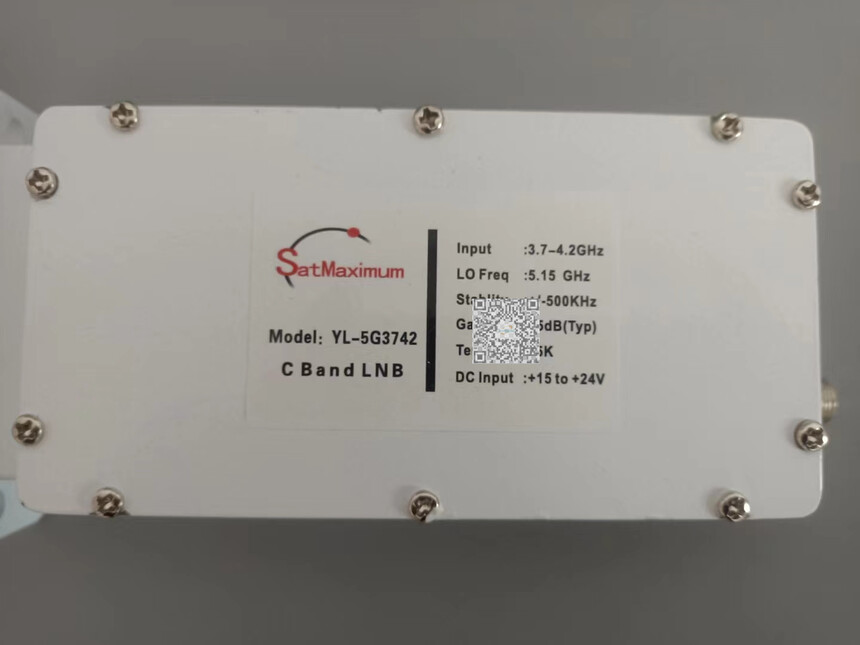 SatMaximum
Model: YL-5G3742
C Band LNB
Input :3.7-4.2GHz
LO Freq :5.15 GHz
-500KHz
(Typ)
DC Input :+15 to +24V